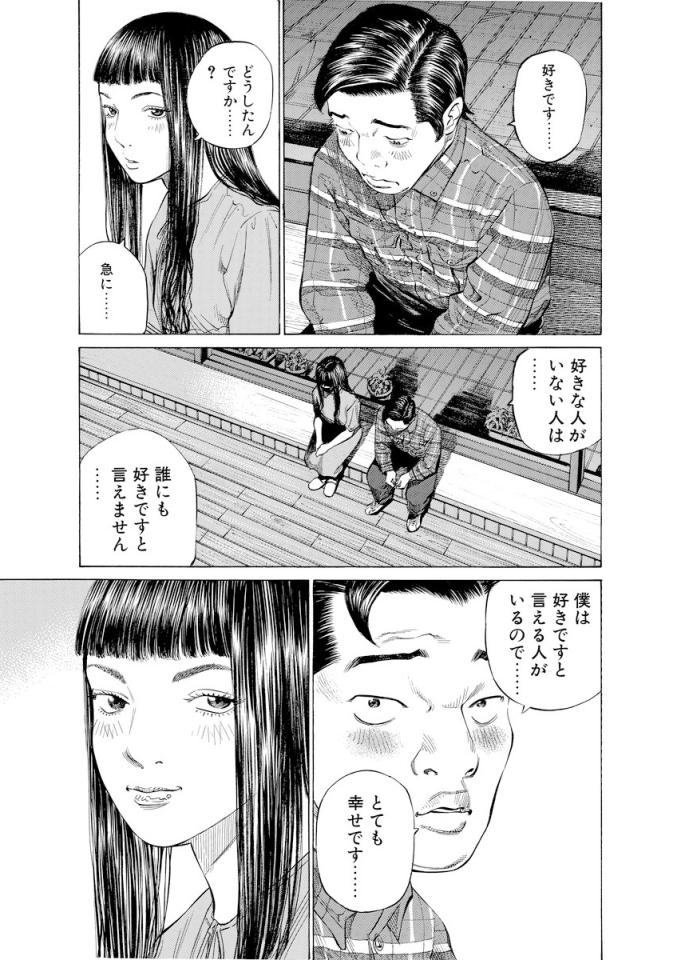 好きです……
どうしたん
ですか……
?
急に……
好きな人が
いない人は
……
誰にも
好きですと
言えません
……
僕は
好きですと
言える人が
いるので……
とても
幸せです……